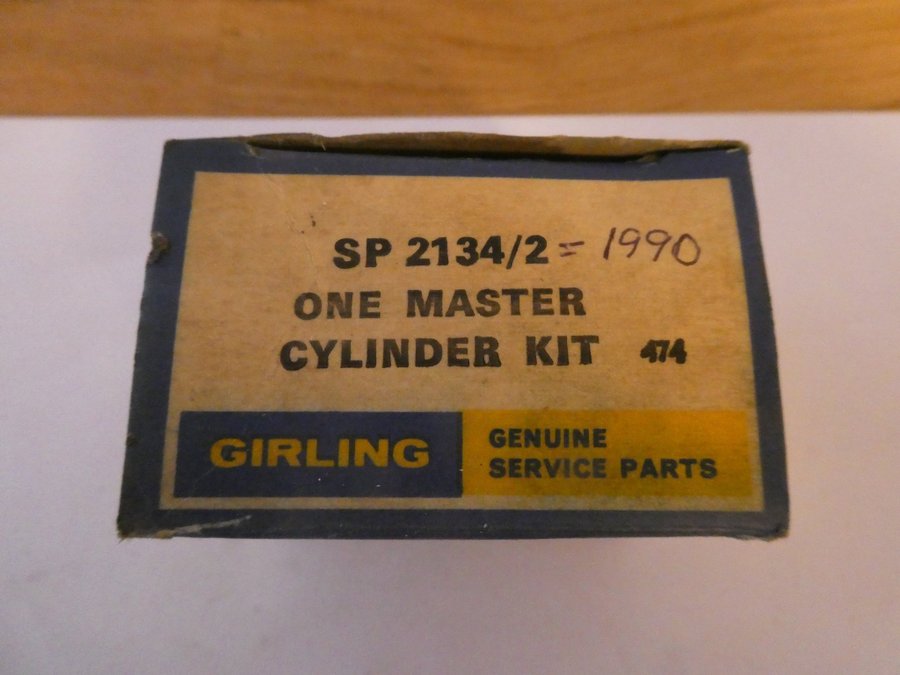 SP 2134/2 = 1990
ONE MASTER
CYLINDER KIT 474
GIRLING
GENUINE
SERVICE PARTS